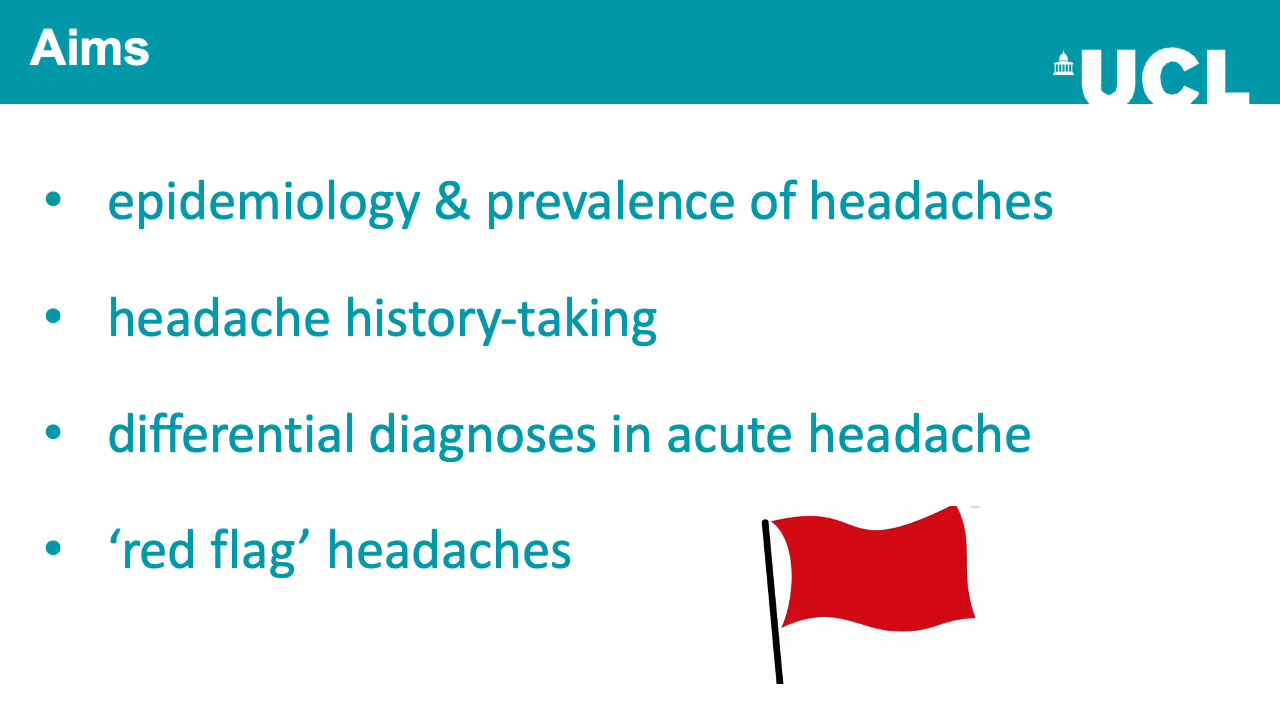 Aims
UCL
• epidemiology & prevalence of headaches
• headache history-taking
• differential diagnoses in acute headache
• ‘red flag’ headaches